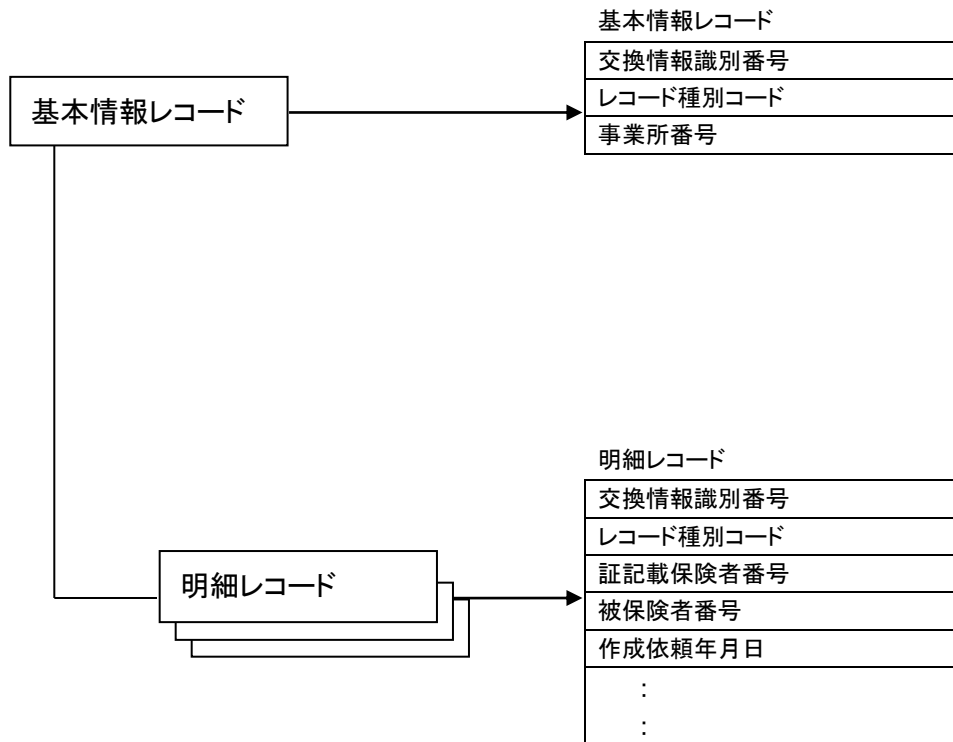 基本情報レコード
交換情報識別番号
レコード種別コード
事業所番号
基本情報レコード
明細レコード
交換情報識別番号
レコード種別コード
証記載保険者番号
被保険者番号
作成依頼年月日
:
:
明細レコード